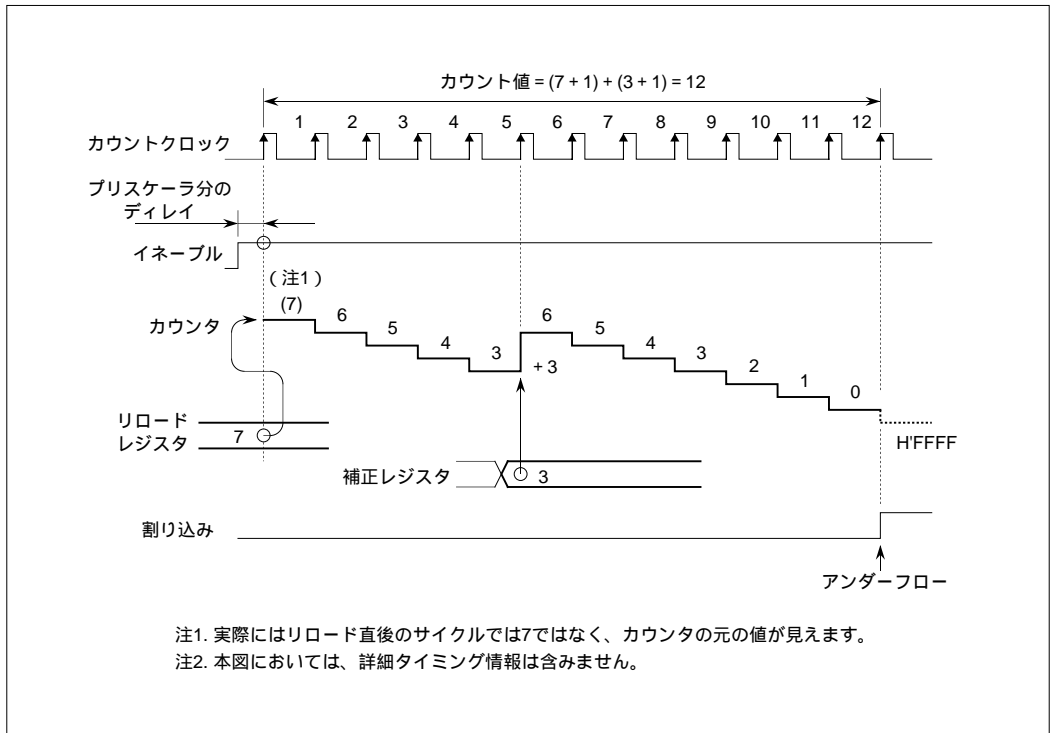 カウント値 = (7 + 1) + (3 + 1) = 12
1 2 3 4 5 6 7 8 9 10 11 12
カウントクロック
プリスケーラ分の
ディレイ
イネーブル
(注1)
(7) 6 5 4 3 6 5 4 3 2 1 0
カウンタ
+ 3
リロード
レジスタ
7
H'FFFF
補正レジスタ
3
割り込み
アンダーフロー
注1. 実際にはリロード直後のサイクルでは7ではなく、カウンタの元の値が見えます。
注2. 本図においては、詳細タイミング情報は含みません。